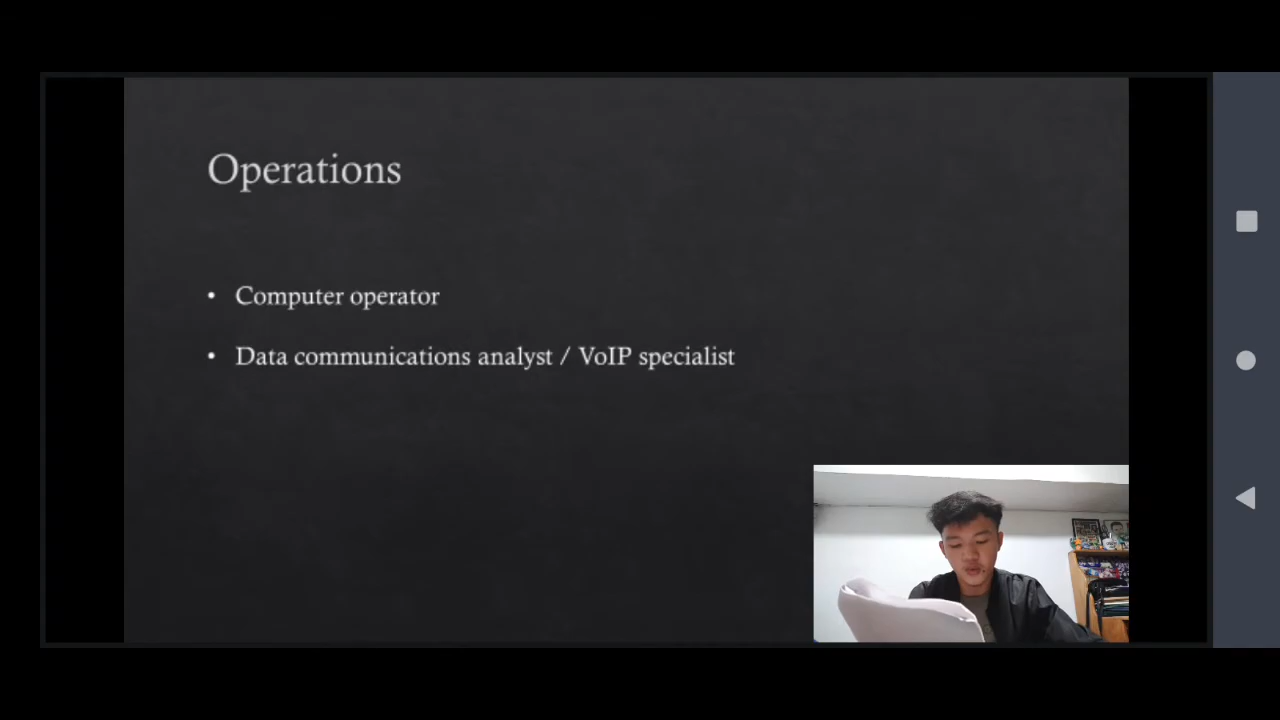 Operations
• Computer operator
• Data communications analyst / VoIP specialist